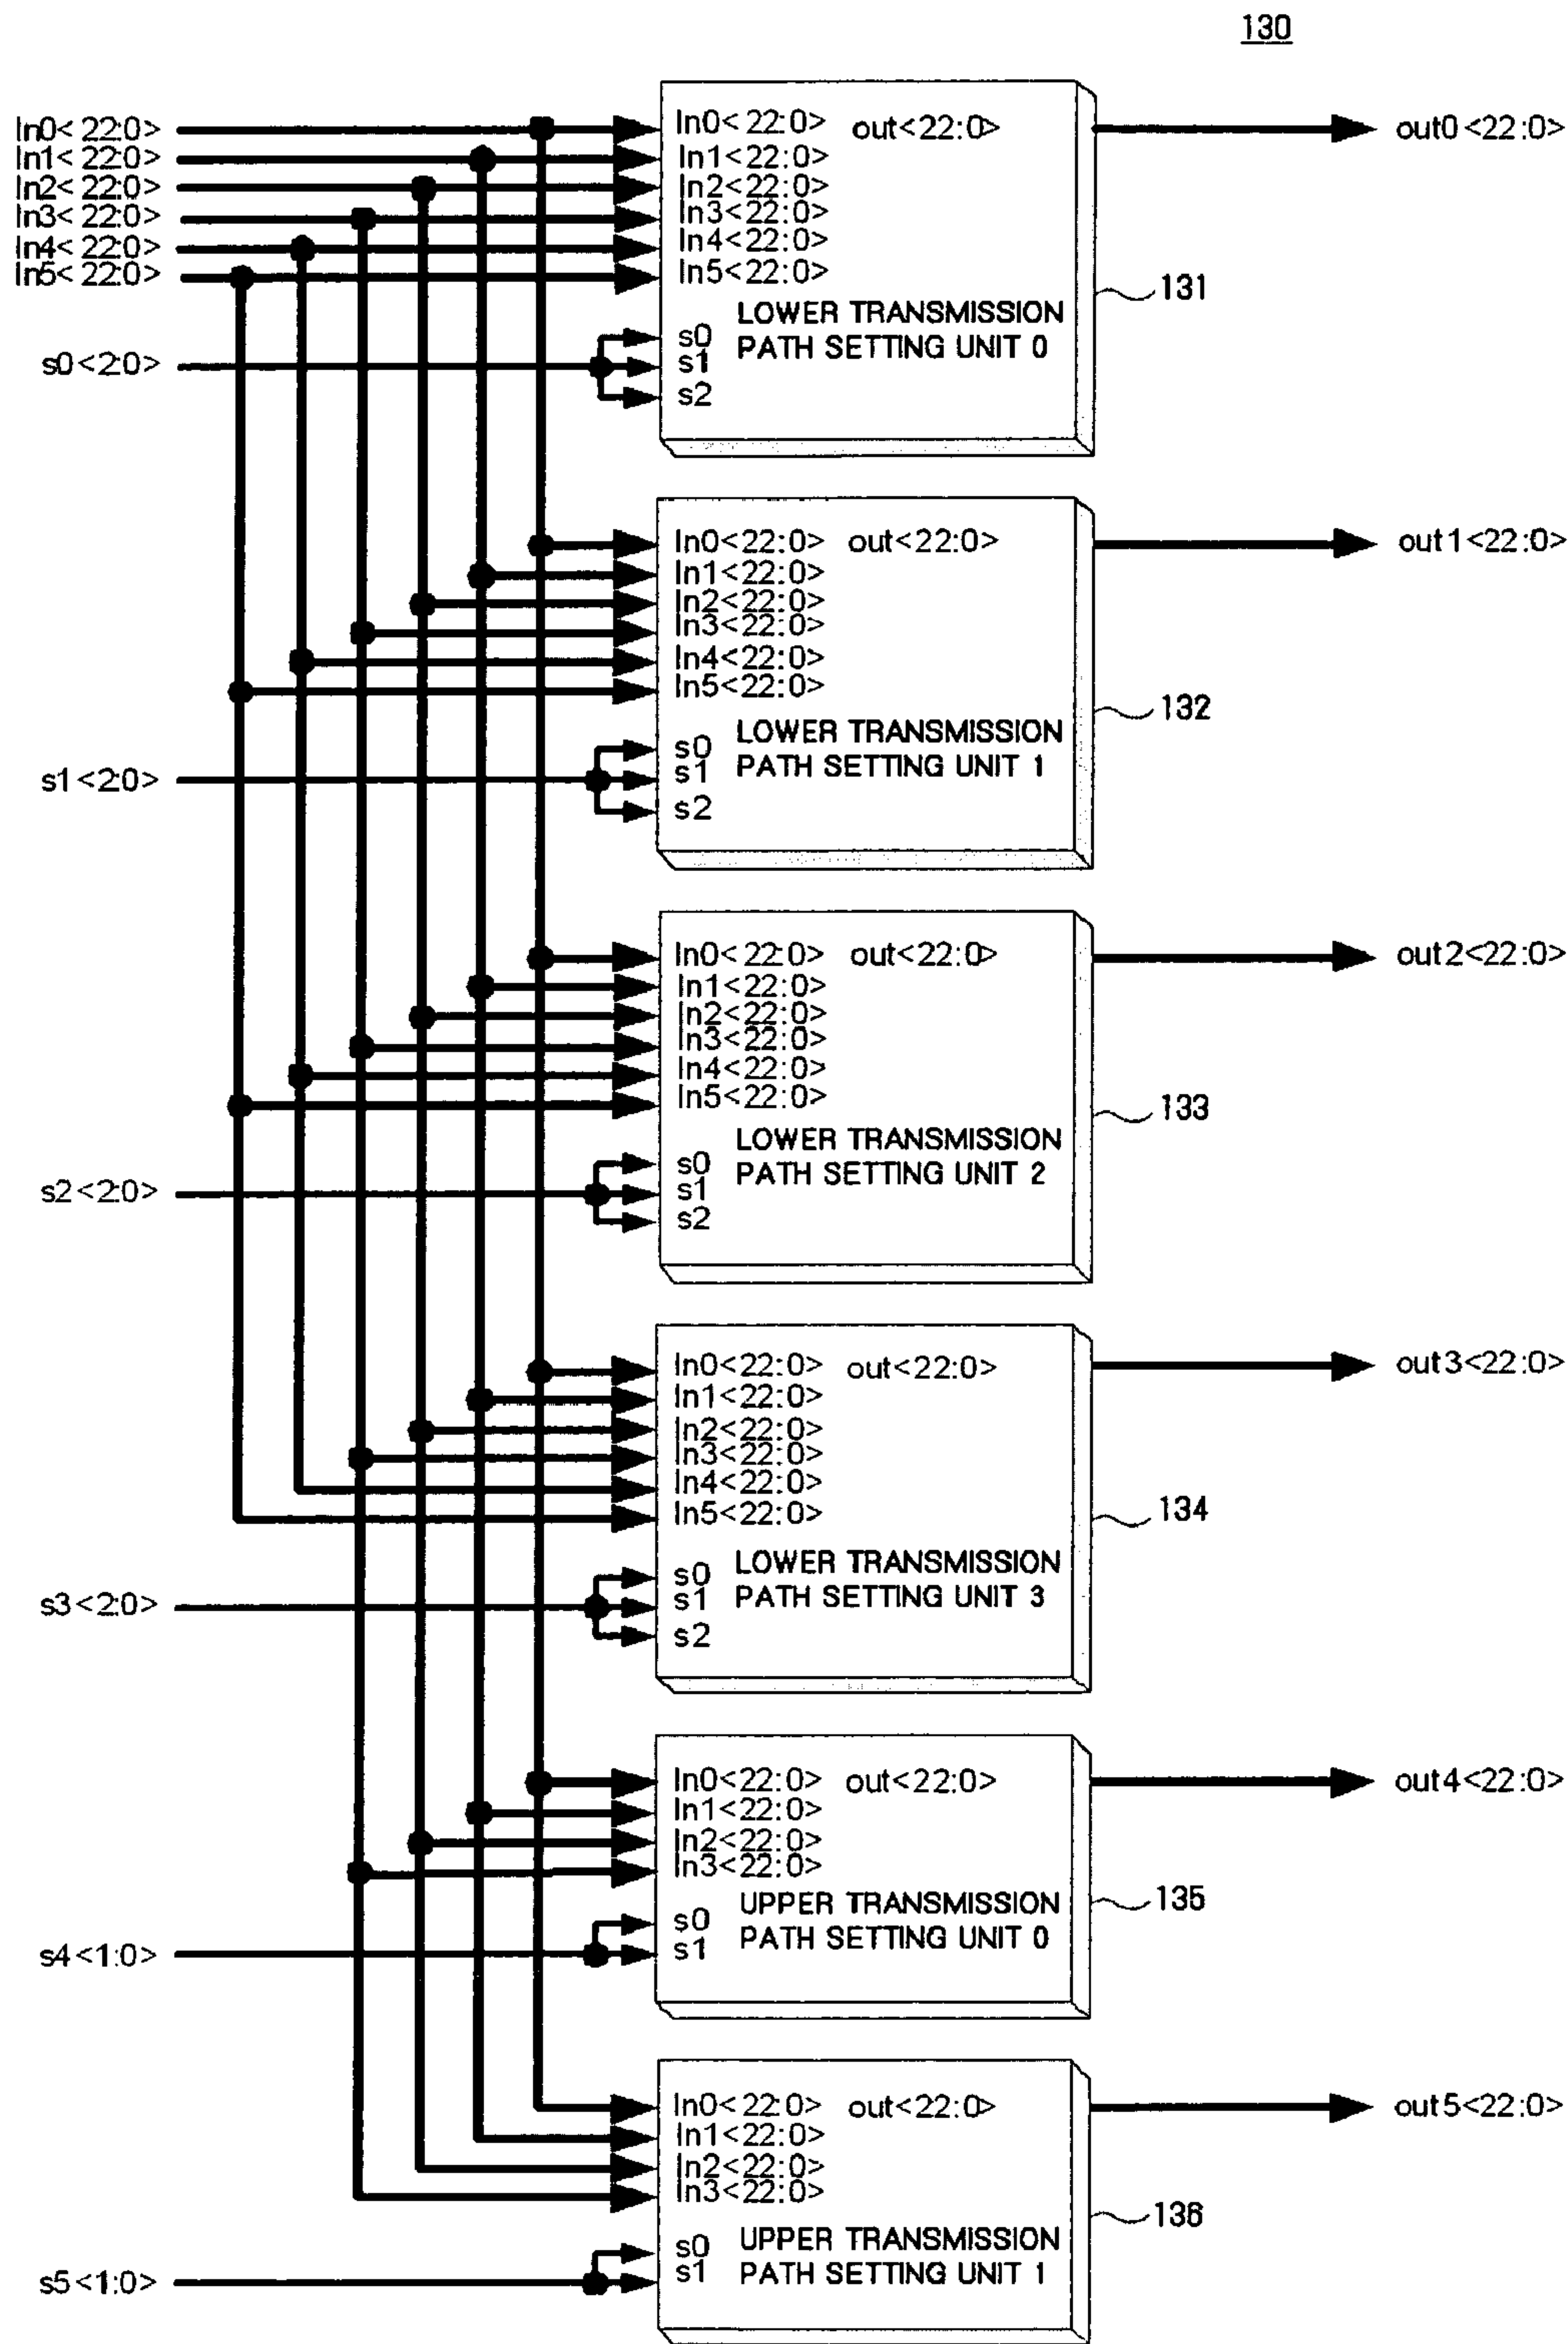 130
In0<22:0>
In1<22:0>
In2<22:0>
In3<22:0>
In4<22:0>
In5<22:0>
s0<2:0>
In0<22:0> out<22:0>
In1<22:0>
In2<22:0>
In3<22:0>
In4<22:0>
In5<22:0>
LOWER TRANSMISSION
PATH SETTING UNIT 0
s0
s1
s2
131
out0<22:0>
s1<2:0>
In0<22:0> out<22:0>
In1<22:0>
In2<22:0>
In3<22:0>
In4<22:0>
In5<22:0>
LOWER TRANSMISSION
PATH SETTING UNIT 1
s0
s1
s2
132
out1<22:0>
s2<2:0>
In0<22:0> out<22:0>
In1<22:0>
In2<22:0>
In3<22:0>
In4<22:0>
In5<22:0>
LOWER TRANSMISSION
PATH SETTING UNIT 2
s0
s1
s2
133
out2<22:0>
s3<2:0>
In0<22:0> out<22:0>
In1<22:0>
In2<22:0>
In3<22:0>
In4<22:0>
In5<22:0>
LOWER TRANSMISSION
PATH SETTING UNIT 3
s0
s1
s2
134
out3<22:0>
s4<1:0>
In0<22:0> out<22:0>
In1<22:0>
In2<22:0>
In3<22:0>
UPPER TRANSMISSION
PATH SETTING UNIT 0
s0
s1
135
out4<22:0>
s5<1:0>
In0<22:0> out<22:0>
In1<22:0>
In2<22:0>
In3<22:0>
UPPER TRANSMISSION
PATH SETTING UNIT 1
s0
s1
136
out5<22:0>